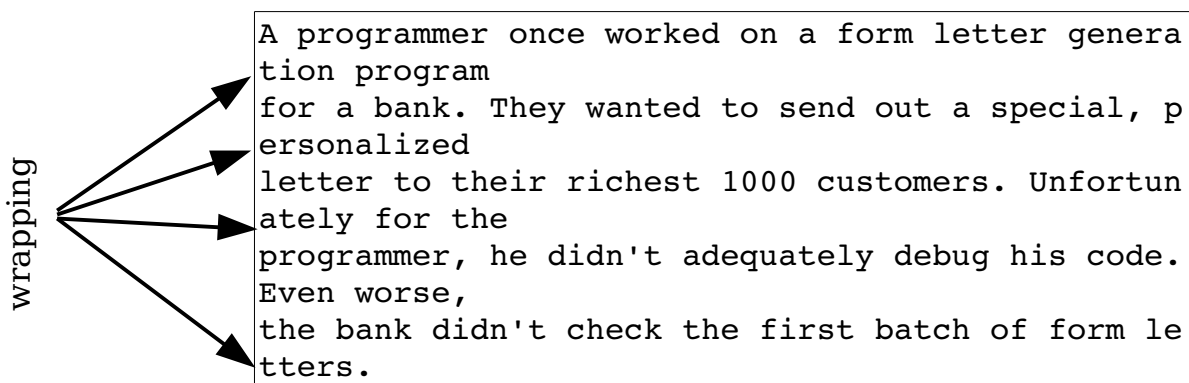 wrapping
A programmer once worked on a form letter genera
tion program
for a bank. They wanted to send out a special, p
ersonalized
letter to their richest 1000 customers. Unfortun
ately for the
programmer, he didn't adequately debug his code.
Even worse,
the bank didn't check the first batch of form le
tters.